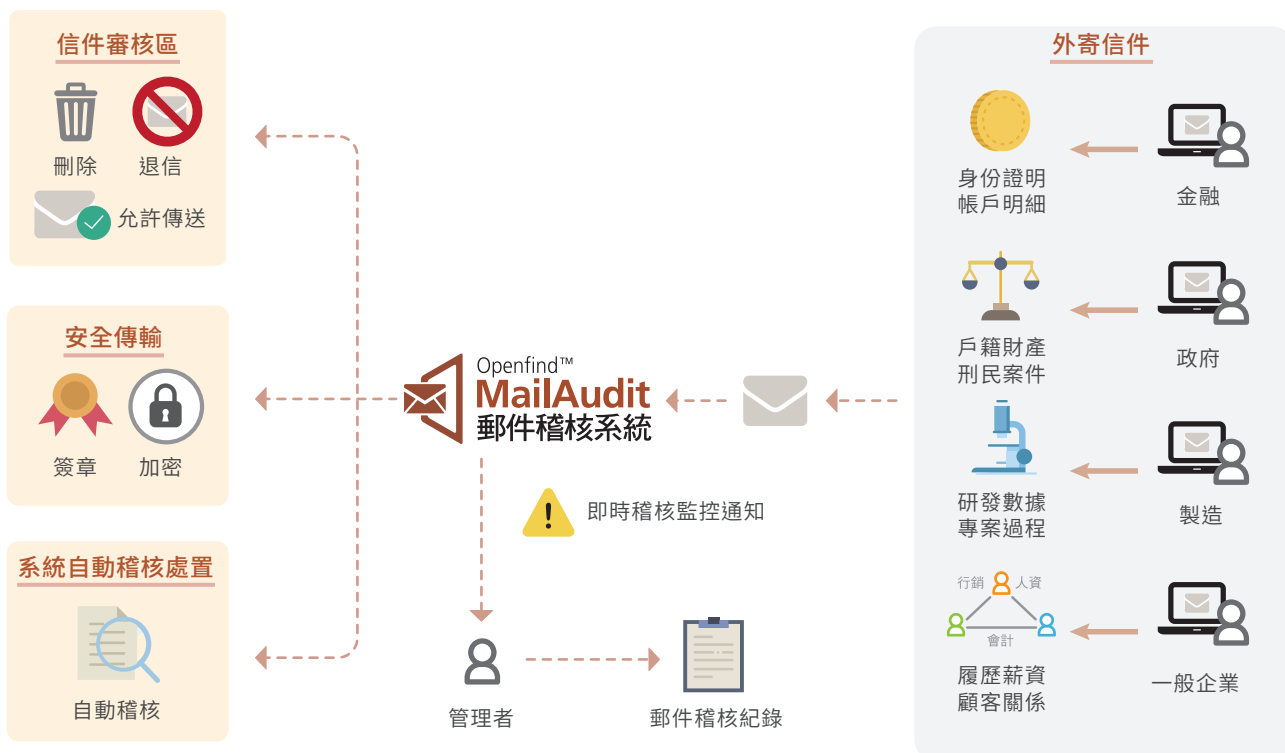 信件審核區
刪除
退信
允許傳送
安全傳輸
簽章
加密
系統自動稽核處置
自動稽核
Openfind™
MailAudit
郵件稽核系統
即時稽核監控通知
管理者
郵件稽核紀錄
外寄信件
身份證明
帳戶明細
金融
戶籍財產
刑民案件
政府
研發數據
專案過程
製造
行銷
人資
會計
履歷薪資
顧客關係
一般企業